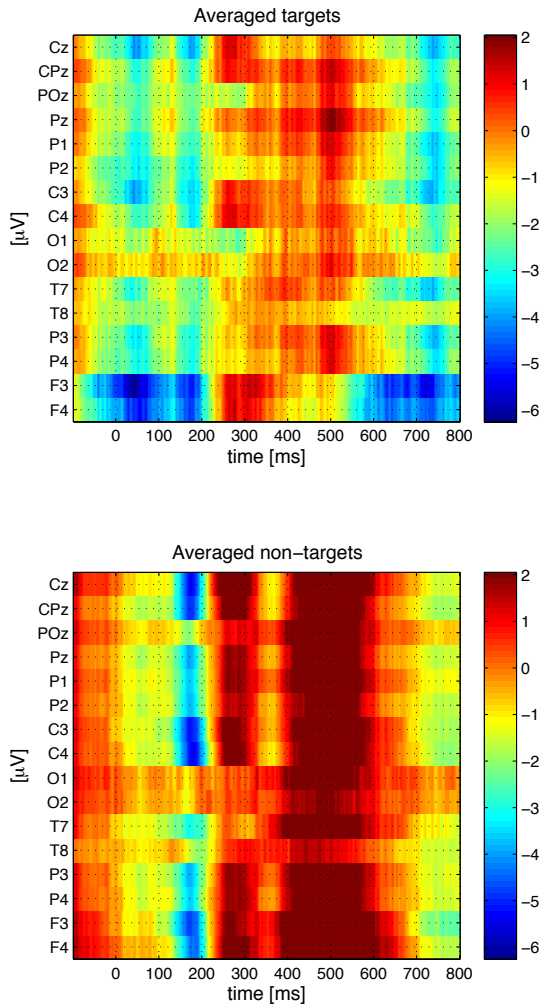 Averaged targets
[μV]
Cz
CPz
POz
Pz
P1
P2
C3
C4
O1
O2
T7
T8
P3
P4
F3
F4
0 100 200 300 400 500 600 700 800
time [ms]
2
1
0
−1
−2
−3
−4
−5
−6
Averaged non−targets
[μV]
Cz
CPz
POz
Pz
P1
P2
C3
C4
O1
O2
T7
T8
P3
P4
F3
F4
0 100 200 300 400 500 600 700 800
time [ms]
2
1
0
−1
−2
−3
−4
−5
−6